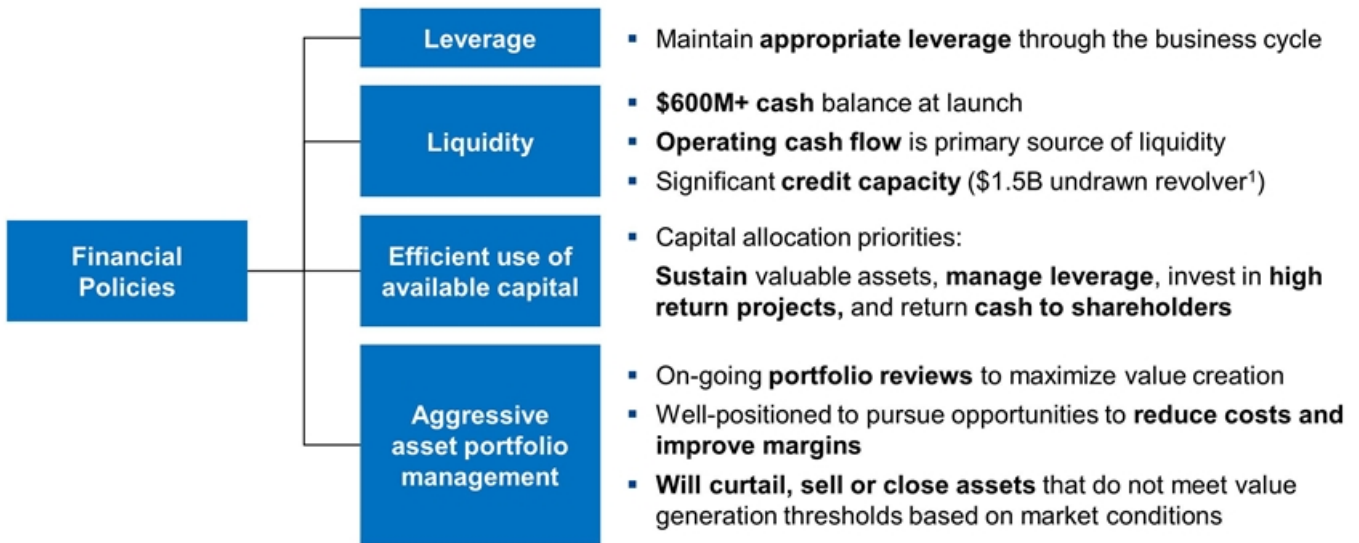 Leverage
▪ Maintain appropriate leverage through the business cycle
Liquidity
▪ $600M+ cash balance at launch
▪ Operating cash flow is primary source of liquidity
▪ Significant credit capacity ($1.5B undrawn revolver¹)
Financial
Policies
Efficient use of
available capital
▪ Capital allocation priorities:
Sustain valuable assets, manage leverage, invest in high
return projects, and return cash to shareholders
Aggressive
asset portfolio
management
▪ On-going portfolio reviews to maximize value creation
▪ Well-positioned to pursue opportunities to reduce costs and
improve margins
▪ Will curtail, sell or close assets that do not meet value
generation thresholds based on market conditions